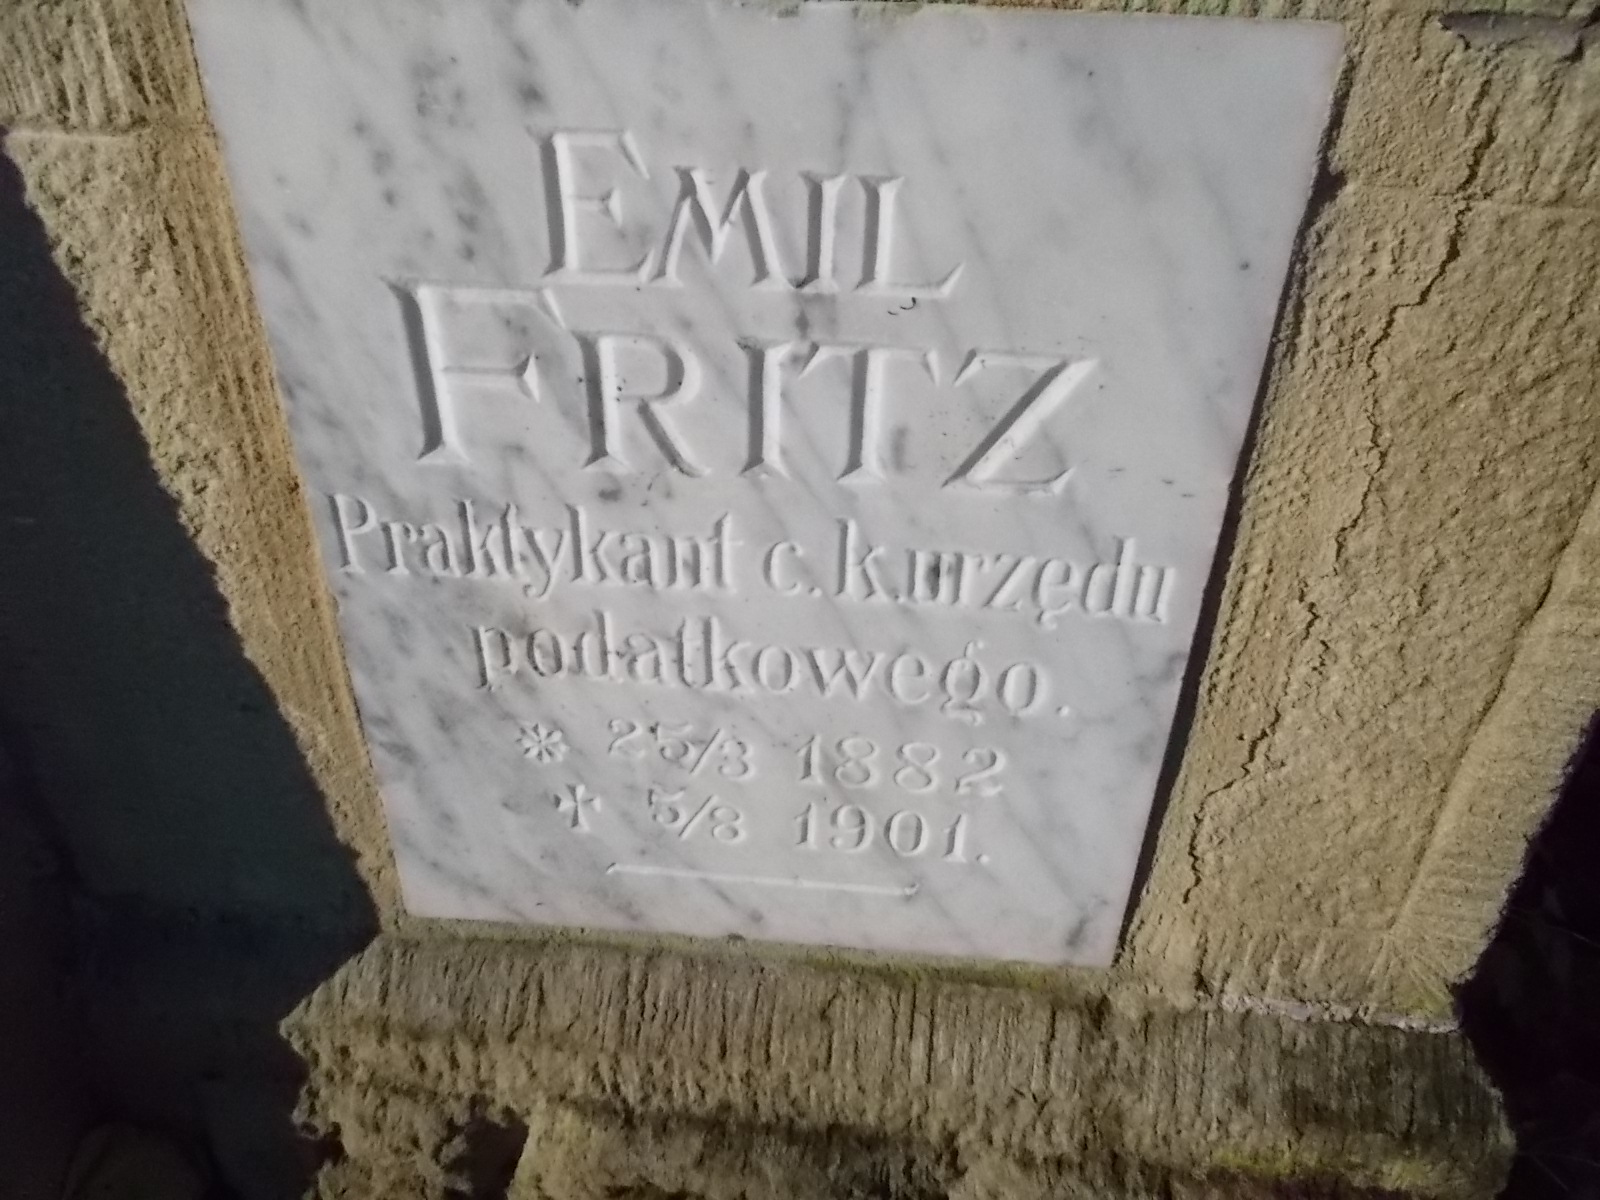 EMIL
FRITZ
Praktykant c. k. urzędu
podatkowego.
* 25/3 1882
✠ 5/8 1901.